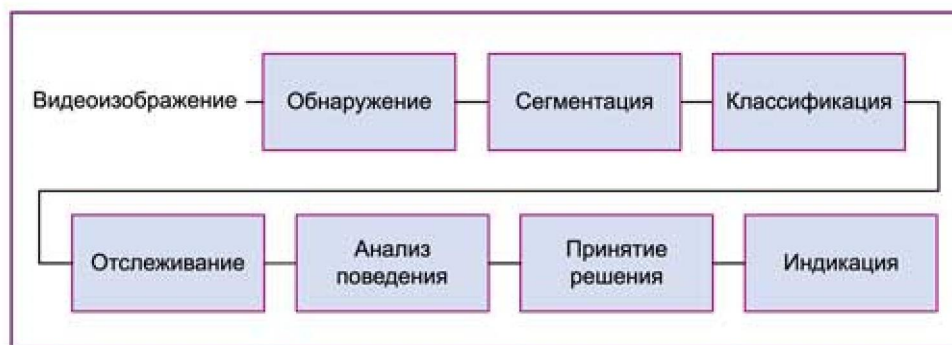 Видеоизображение
Обнаружение
Сегментация
Классификация
Отслеживание
Анализ
поведения
Принятие
решения
Индикация